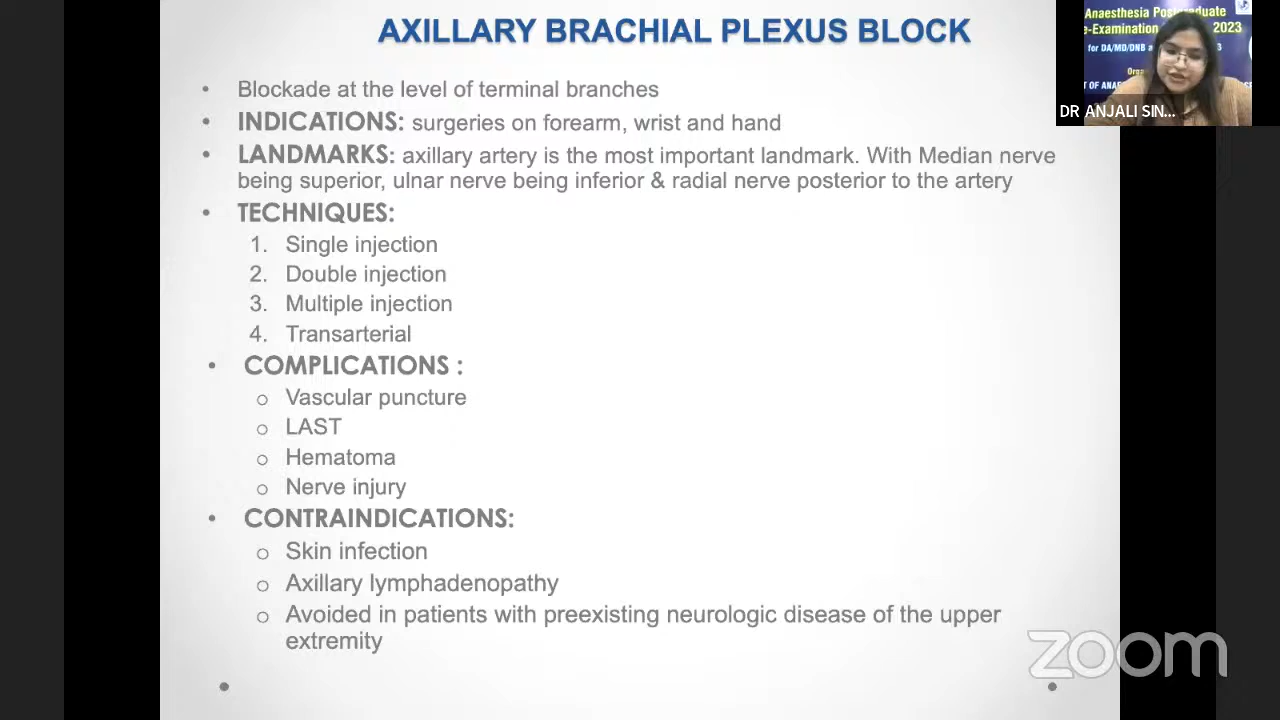 AXILLARY BRACHIAL PLEXUS BLOCK
• Blockade at the level of terminal branches
• INDICATIONS: surgeries on forearm, wrist and hand
• LANDMARKS: axillary artery is the most important landmark. With Median nerve
being superior, ulnar nerve being inferior & radial nerve posterior to the artery
• TECHNIQUES:
1. Single injection
2. Double injection
3. Multiple injection
4. Transarterial
• COMPLICATIONS :
o Vascular puncture
o LAST
o Hematoma
o Nerve injury
• CONTRAINDICATIONS:
o Skin infection
o Axillary lymphadenopathy
o Avoided in patients with preexisting neurologic disease of the upper
extremity
Anaesthesia Postgraduate
e-Examination 2023
for DA/MD/DNB
DR ANJALI SIN...
zoom